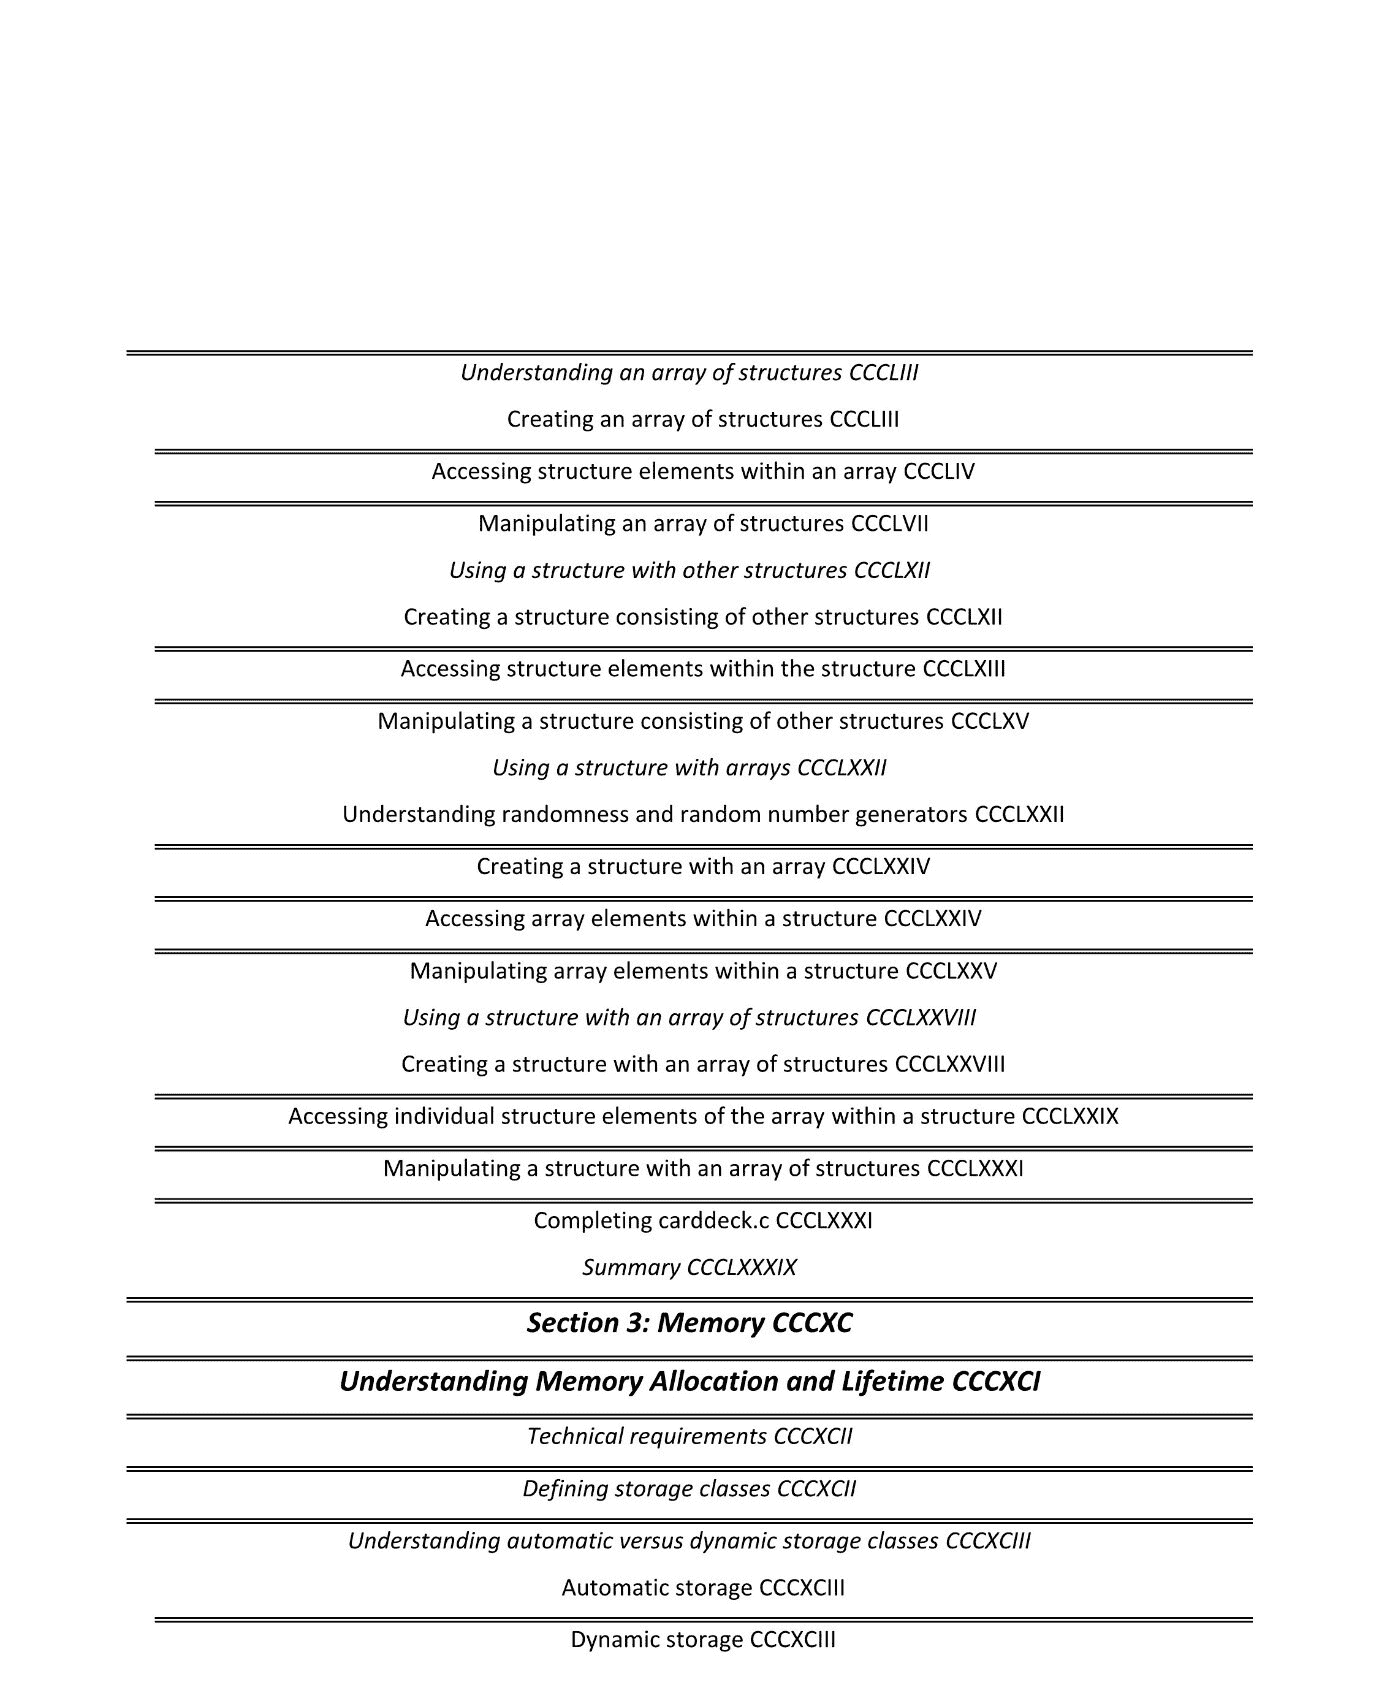 Understanding an array of structures CCCLIII
Creating an array of structures CCCLIII
Accessing structure elements within an array CCCLIV
Manipulating an array of structures CCCLVII
Using a structure with other structures CCCLXII
Creating a structure consisting of other structures CCCLXII
Accessing structure elements within the structure CCCLXIII
Manipulating a structure consisting of other structures CCCLXV
Using a structure with arrays CCCLXXII
Understanding randomness and random number generators CCCLXXII
Creating a structure with an array CCCLXXIV
Accessing array elements within a structure CCCLXXIV
Manipulating array elements within a structure CCCLXXV
Using a structure with an array of structures CCCLXXVIII
Creating a structure with an array of structures CCCLXXVIII
Accessing individual structure elements of the array within a structure CCCLXXIX
Manipulating a structure with an array of structures CCCLXXXI
Completing carddeck.c CCCLXXXI
Summary CCCLXXXIX
Section 3: Memory CCCXC
Understanding Memory Allocation and Lifetime CCCXCI
Technical requirements CCCXCII
Defining storage classes CCCXCII
Understanding automatic versus dynamic storage classes CCCXCIII
Automatic storage CCCXCIII
Dynamic storage CCCXCIII